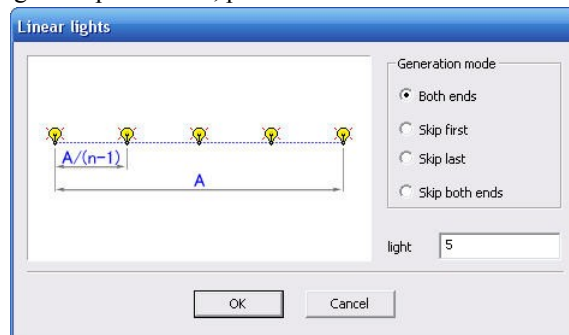 Linear lights
Generation mode
Both ends
Skip first
Skip last
Skip both ends
A/(n-1)
A
light 5
OK Cancel